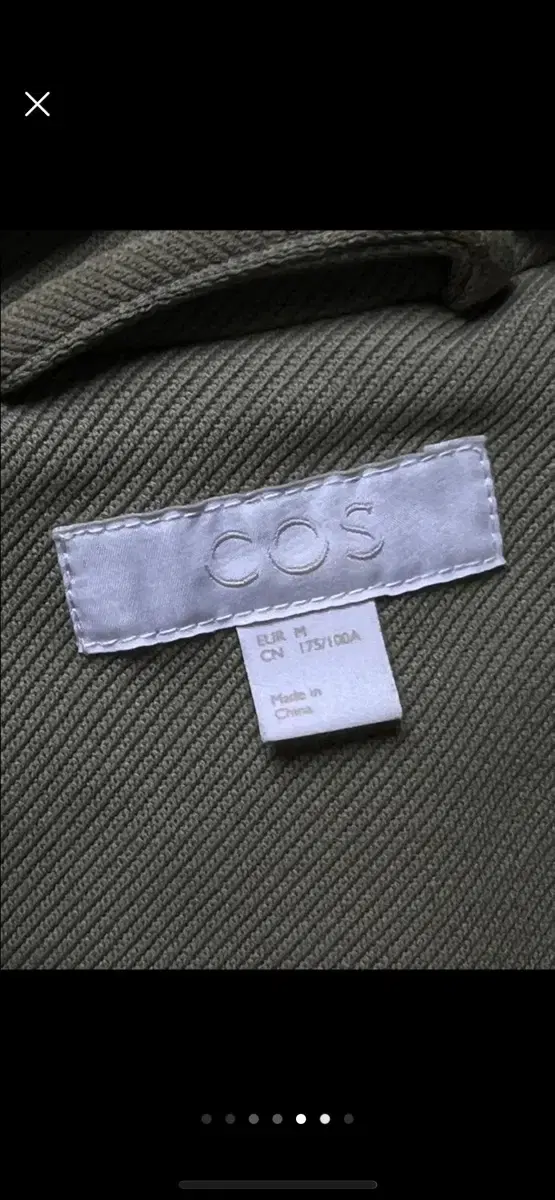 COS
EUR M
CN 175/100A
Made in
China